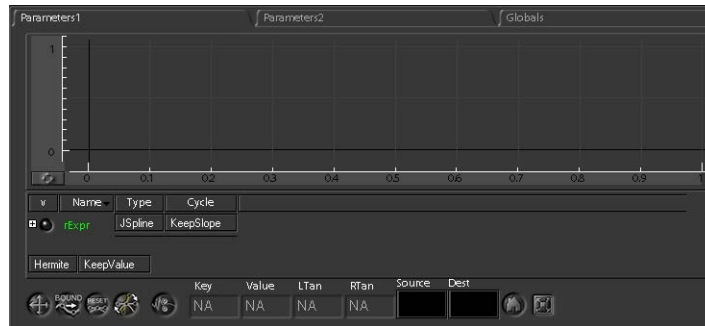 Parameters1 Parameters2 Globals
1
0
0 0.1 0.2 0.3 0.4 0.5 0.6 0.7 0.8 0.9 1
Name Type Cycle
rExpr JSpline KeepSlope
Hermite KeepValue
Key Value LTan RTan Source Dest
BOUND RESET NA NA NA NA